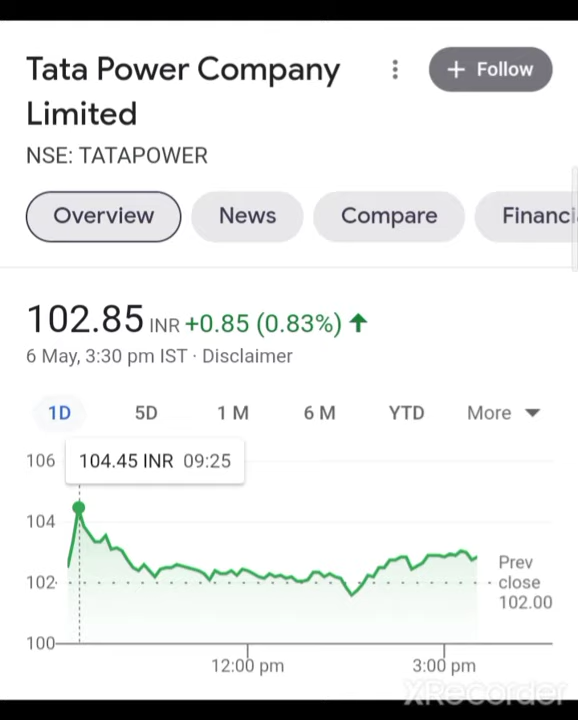 Tata Power Company
Limited
+ Follow
NSE: TATAPOWER
Overview
News
Compare
Financi
102.85 INR +0.85 (0.83%) ↑
6 May, 3:30 pm IST · Disclaimer
1D 5D 1 M 6 M YTD More
106
104.45 INR 09:25
104
102
100
Prev
close
102.00
12:00 pm
3:00 pm
XRecorder